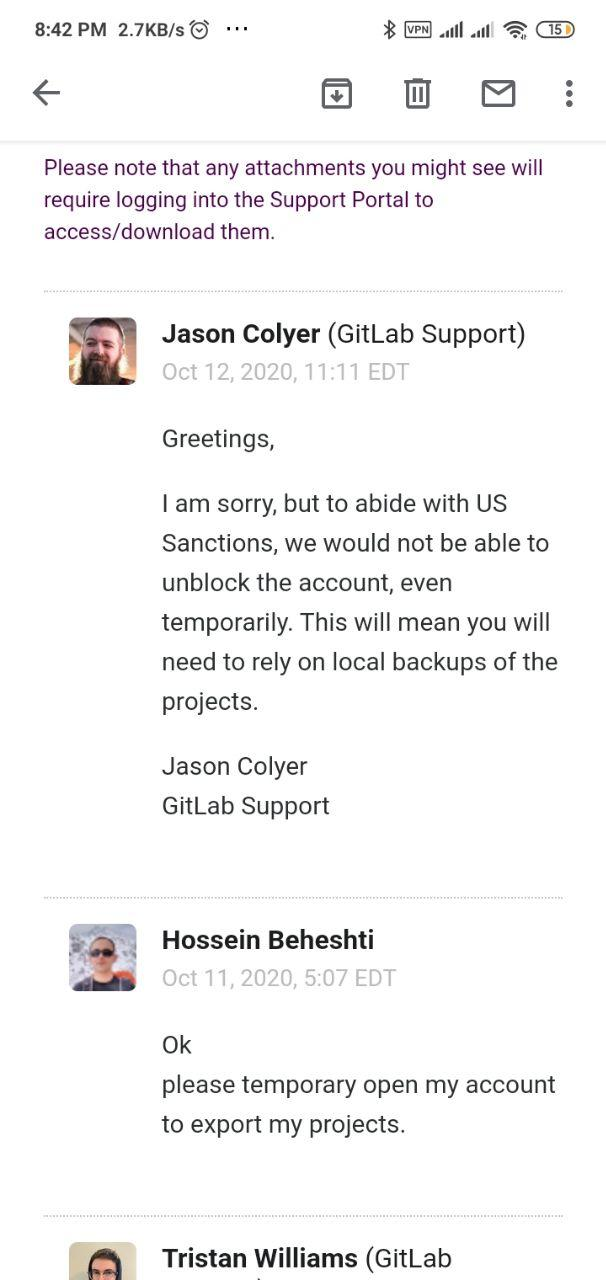 8:42 PM 2.7KB/s ...
VPN 15
Please note that any attachments you might see will
require logging into the Support Portal to
access/download them.
Jason Colyer (GitLab Support)
Oct 12, 2020, 11:11 EDT
Greetings,
I am sorry, but to abide with US
Sanctions, we would not be able to
unblock the account, even
temporarily. This will mean you will
need to rely on local backups of the
projects.
Jason Colyer
GitLab Support
Hossein Beheshti
Oct 11, 2020, 5:07 EDT
Ok
please temporary open my account
to export my projects.
Tristan Williams (GitLab